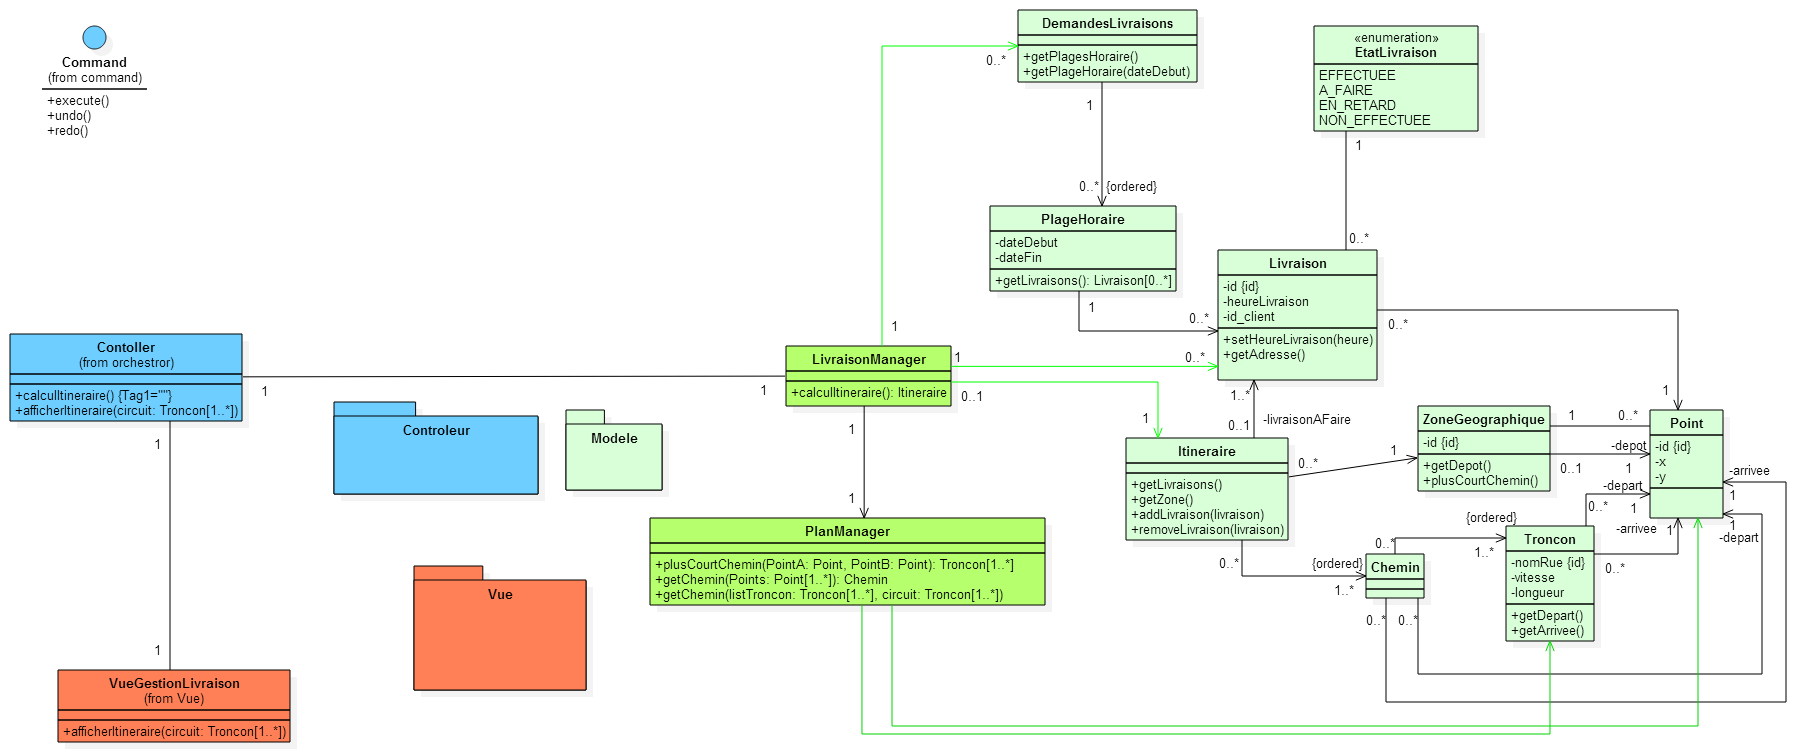 Command
(from command)
+execute()
+undo()
+redo()
DemandesLivraisons
+getPlagesHoraire()
+getPlageHoraire(dateDebut)
0..*
1
0..* {ordered}
«enumeration»
EtatLivraison
EFFECTUEE
A_FAIRE
EN_RETARD
NON_EFFECTUEE
1
0..*
PlageHoraire
-dateDebut
-dateFin
+getLivraisons(): Livraison[0..*]
1
0..*
Livraison
-id {id}
-heureLivraison
-id_client
+setHeureLivraison(heure)
+getAdresse()
0..*
1
Contoller
(from orchestror)
+calculItineraire() {Tag1=""}
+afficherItineraire(circuit: Troncon[1..*])
1
1
1
LivraisonManager
+calculItineraire(): Itineraire
1
1
0..*
0..1
1
1
1
Controleur
Modele
Vue
1..*
-livraisonAFaire
0..1
Itineraire
+getLivraisons()
+getZone()
+addLivraison(livraison)
+removeLivraison(livraison)
0..*
1
ZoneGeographique
-id {id}
+getDepot()
+plusCourtChemin()
1
0..*
-depot
0..1
1
Point
-id {id}
-x
-y
-arrivee
1
1
-depart
-depart
0..*
1
-arrivee
1
0..*
PlanManager
+plusCourtChemin(PointA: Point, PointB: Point): Troncon[1..*]
+getChemin(Points: Point[1..*]): Chemin
+getChemin(listTroncon: Troncon[1..*], circuit: Troncon[1..*])
{ordered}
0..*
1..*
Troncon
-nomRue {id}
-vitesse
-longueur
+getDepart()
+getArrivee()
0..*
{ordered}
1..*
Chemin
0..*
0..*
1
VueGestionLivraison
(from Vue)
+afficherItineraire(circuit: Troncon[1..*])